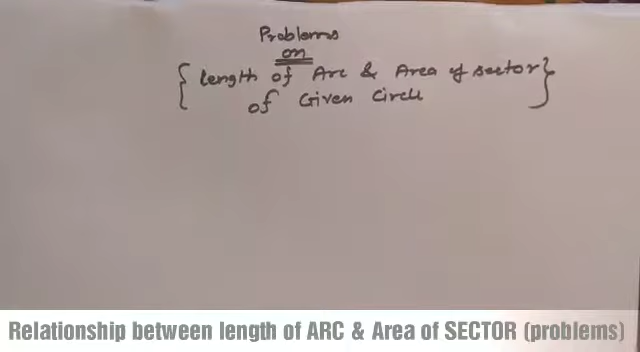 Problems
on
{ Length of Arc & Area of sector }
of Given Circle
Relationship between length of ARC & Area of SECTOR (problems)